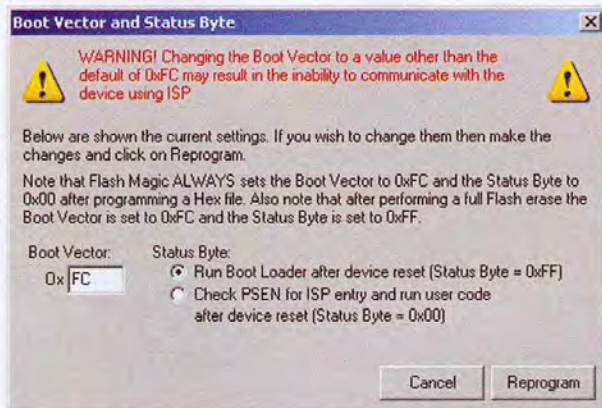 Boot Vector and Status Byte
WARNING! Changing the Boot Vector to a value other than the
default of 0xFC may result in the inability to communicate with the
device using ISP
Below are shown the current settings. If you wish to change them then make the
changes and click on Reprogram.
Note that Flash Magic ALWAYS sets the Boot Vector to 0xFC and the Status Byte to
0x00 after programming a Hex file. Also note that after performing a full Flash erase the
Boot Vector is set to 0xFC and the Status Byte is set to 0xFF.
Boot Vector:
0x FC
Status Byte:
Run Boot Loader after device reset (Status Byte = 0xFF)
Check PSEN for ISP entry and run user code
after device reset (Status Byte = 0x00)
Cancel
Reprogram